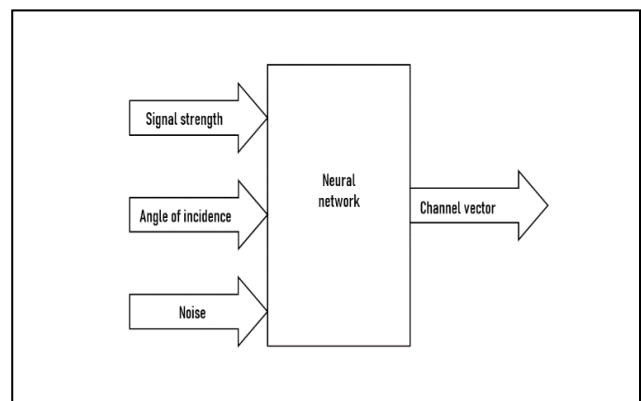 Signal strength
Angle of incidence
Noise
Neural
network
Channel vector